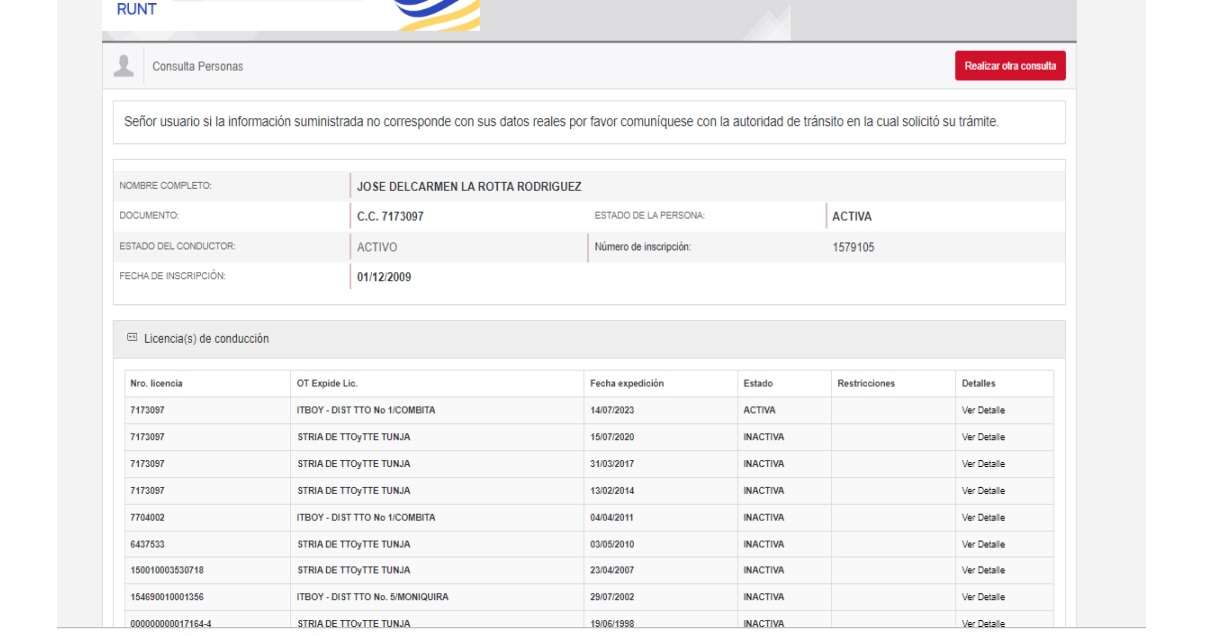 RUNT
Consulta Personas
Realizar otra consulta
Señor usuario si la información suministrada no corresponde con sus datos reales por favor comuníquese con la autoridad de tránsito en la cual solicitó su trámite.
NOMBRE COMPLETO: JOSE DELCARMEN LA ROTTA RODRIGUEZ
DOCUMENTO: C.C. 7173097 ESTADO DE LA PERSONA: ACTIVA
ESTADO DEL CONDUCTOR: ACTIVO Número de inscripción: 1579105
FECHA DE INSCRIPCIÓN: 01/12/2009
Licencia(s) de conducción
Nro. licencia OT Expide Lic. Fecha expedición Estado Restricciones Detalles
7173097 ITBOY - DIST TTO No 1/COMBITA 14/07/2023 ACTIVA Ver Detalle
7173097 STRIA DE TTOyTTE TUNJA 15/07/2020 INACTIVA Ver Detalle
7173097 STRIA DE TTOyTTE TUNJA 31/03/2017 INACTIVA Ver Detalle
7173097 STRIA DE TTOyTTE TUNJA 13/02/2014 INACTIVA Ver Detalle
7704002 ITBOY - DIST TTO No 1/COMBITA 04/04/2011 INACTIVA Ver Detalle
6437533 STRIA DE TTOyTTE TUNJA 03/05/2010 INACTIVA Ver Detalle
150010003530718 STRIA DE TTOyTTE TUNJA 23/04/2007 INACTIVA Ver Detalle
154690010001356 ITBOY - DIST TTO No. 5/MONIQUIRA 29/07/2002 INACTIVA Ver Detalle
000000000017164-4 STRIA DE TTOyTTE TUNJA 19/06/1998 INACTIVA Ver Detalle